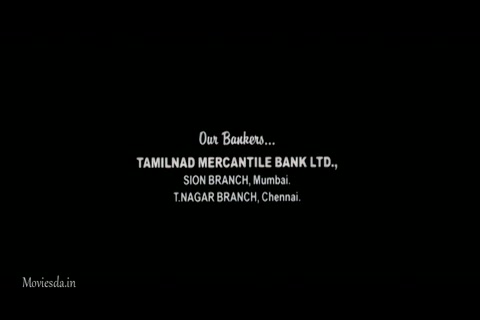 Our Bankers...
TAMILNAD MERCANTILE BANK LTD.,
SION BRANCH, Mumbai.
T.NAGAR BRANCH, Chennai.
Moviesda.in